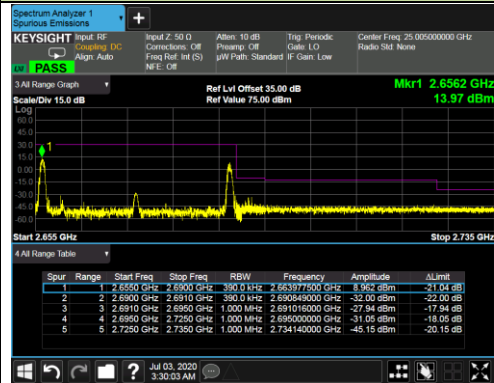 Spectrum Analyzer 1
Spurious Emissions
KEYSIGHT Input: RF Input Z: 50 Ω Atten: 10 dB Trig: Periodic Center Freq: 25.005000000 GHz
Coupling: DC Corrections: Off Preamp: Off Gate: LO Radio Std: None
Align: Auto Freq Ref: Int (S) µW Path: Standard IF Gain: Low
NFE: Off
PASS
3 All Range Graph
Ref Lvl Offset 35.00 dB Mkr1 2.6562 GHz
Scale/Div 15.0 dB Ref Value 75.00 dBm 13.97 dBm
Log
60.0
45.0
30.0
15.0
0.00
-15.0
-30.0
-45.0
-60.0
1
Start 2.655 GHz Stop 2.735 GHz
4 All Range Table
Spur Range Start Freq Stop Freq RBW Frequency Amplitude ΔLimit
1 1 2.6550 GHz 2.6900 GHz 390.0 kHz 2.663977500 GHz 8.962 dBm -21.04 dB
2 2 2.6900 GHz 2.6910 GHz 390.0 kHz 2.690849000 GHz -32.00 dBm -22.00 dB
3 3 2.6910 GHz 2.6950 GHz 1.000 MHz 2.691016000 GHz -27.94 dBm -17.94 dB
4 4 2.6950 GHz 2.7250 GHz 1.000 MHz 2.695000000 GHz -31.05 dBm -18.05 dB
5 5 2.7250 GHz 2.7350 GHz 1.000 MHz 2.734140000 GHz -45.15 dBm -20.15 dB
Jul 03, 2020
3:30:03 AM